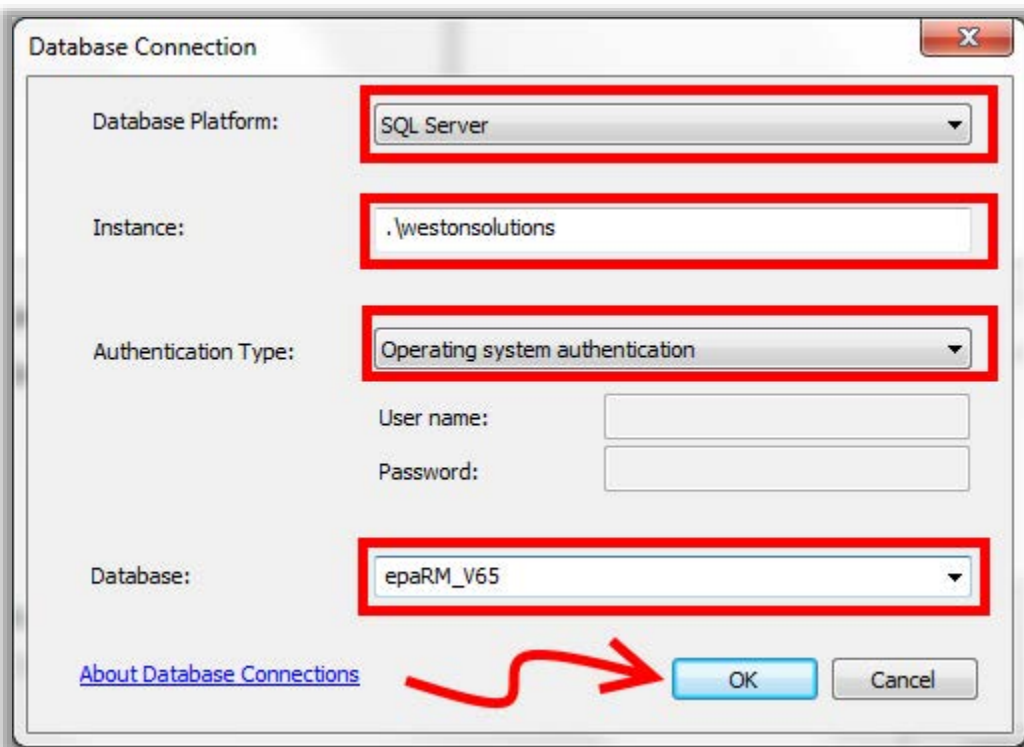 Database Connection
Database Platform:
SQL Server
Instance:
.\westonsolutions
Authentication Type:
Operating system authentication
User name:
Password:
Database:
epaRM_V65
About Database Connections
OK
Cancel